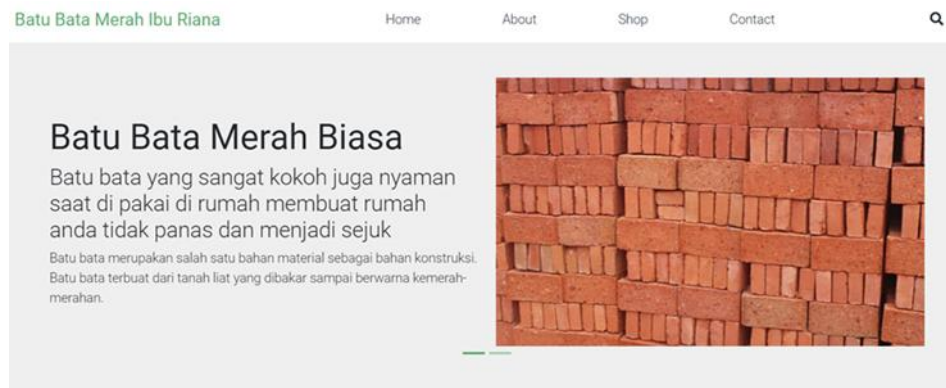 Batu Bata Merah Ibu Riana
Home
About
Shop
Contact
Batu Bata Merah Biasa
Batu bata yang sangat kokoh juga nyaman
saat di pakai di rumah membuat rumah
anda tidak panas dan menjadi sejuk
Batu bata merupakan salah satu bahan material sebagai bahan konstruksi.
Batu bata terbuat dari tanah liat yang dibakar sampai berwarna kemerah-
merahan.